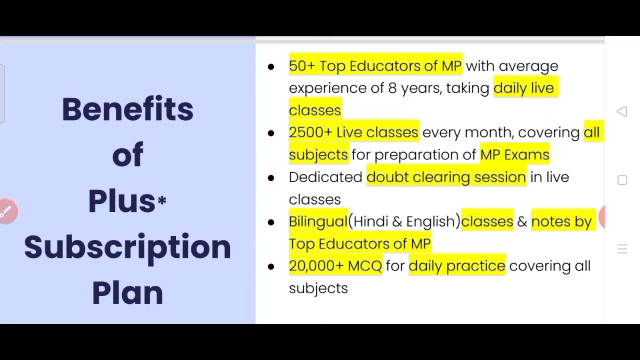 Benefits
of
Plus*
Subscription
Plan
● 50+ Top Educators of MP with average
experience of 8 years, taking daily live
classes
● 2500+ Live classes every month, covering all
subjects for preparation of MP Exams
● Dedicated doubt clearing session in live
classes
● Bilingual(Hindi & English)classes & notes by
Top Educators of MP
● 20,000+ MCQ for daily practice covering all
subjects